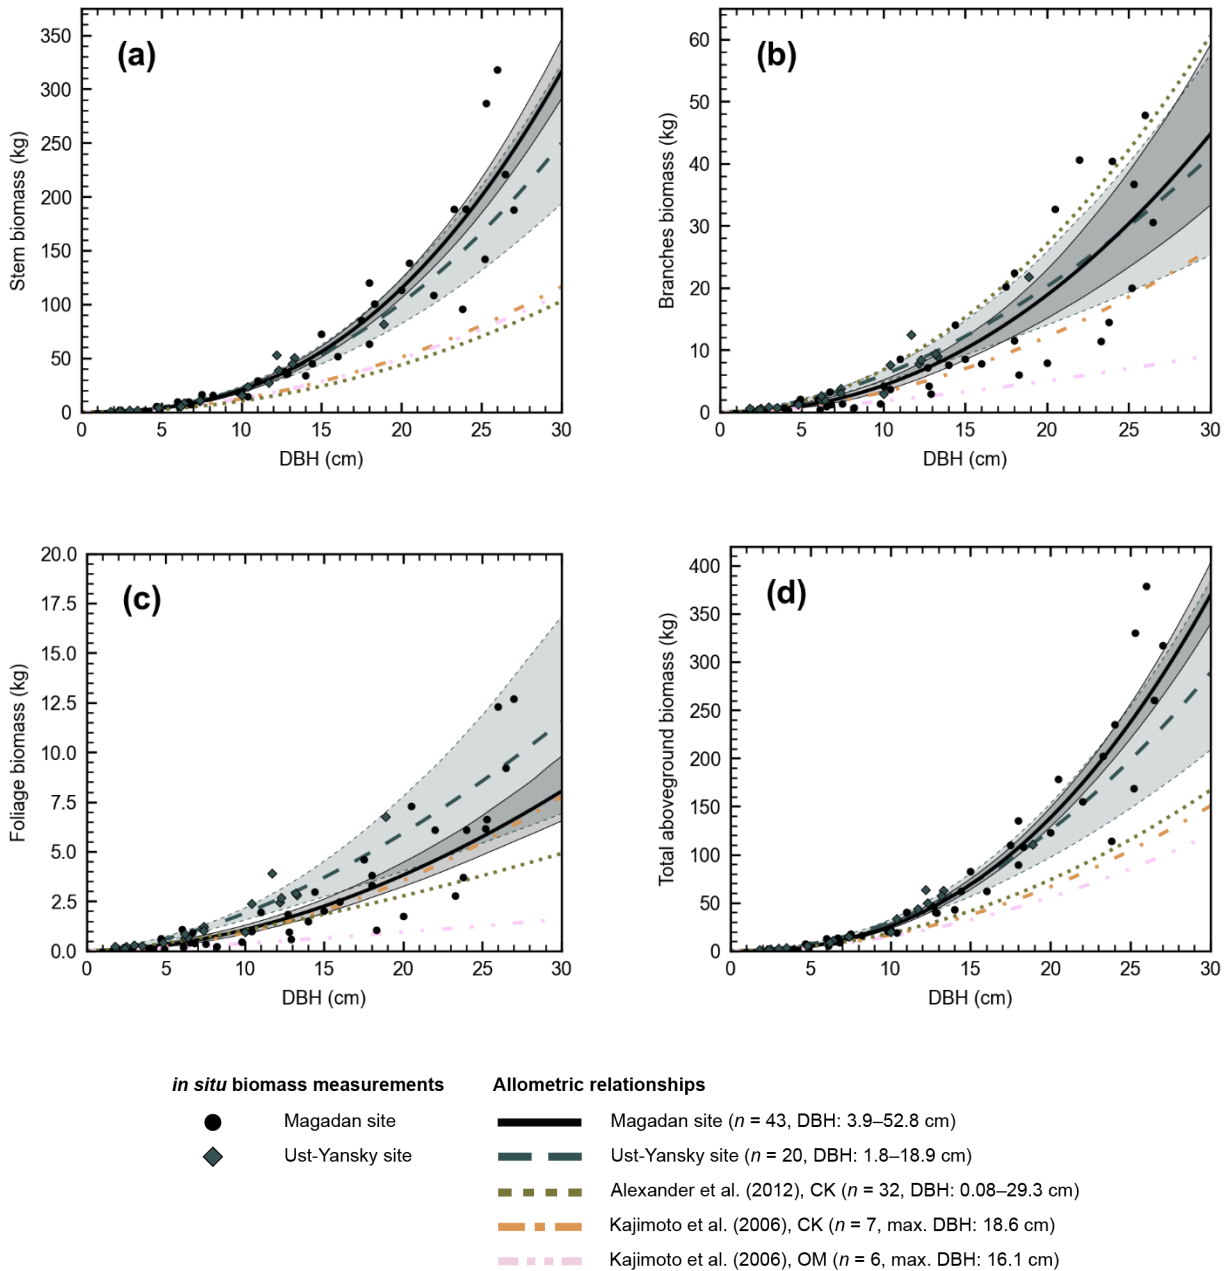 (a)
Stem biomass (kg)
350
300
250
200
150
100
50
0
0 5 10 15 20 25 30
DBH (cm)
(b)
Branches biomass (kg)
60
50
40
30
20
10
0
0 5 10 15 20 25 30
DBH (cm)
(c)
Foliage biomass (kg)
20.0
17.5
15.0
12.5
10.0
7.5
5.0
2.5
0.0
0 5 10 15 20 25 30
DBH (cm)
(d)
Total aboveground biomass (kg)
400
350
300
250
200
150
100
50
0
0 5 10 15 20 25 30
DBH (cm)
in situ biomass measurements
Magadan site
Ust-Yansky site
Allometric relationships
Magadan site (n = 43, DBH: 3.9–52.8 cm)
Ust-Yansky site (n = 20, DBH: 1.8–18.9 cm)
Alexander et al. (2012), CK (n = 32, DBH: 0.08–29.3 cm)
Kajimoto et al. (2006), CK (n = 7, max. DBH: 18.6 cm)
Kajimoto et al. (2006), OM (n = 6, max. DBH: 16.1 cm)